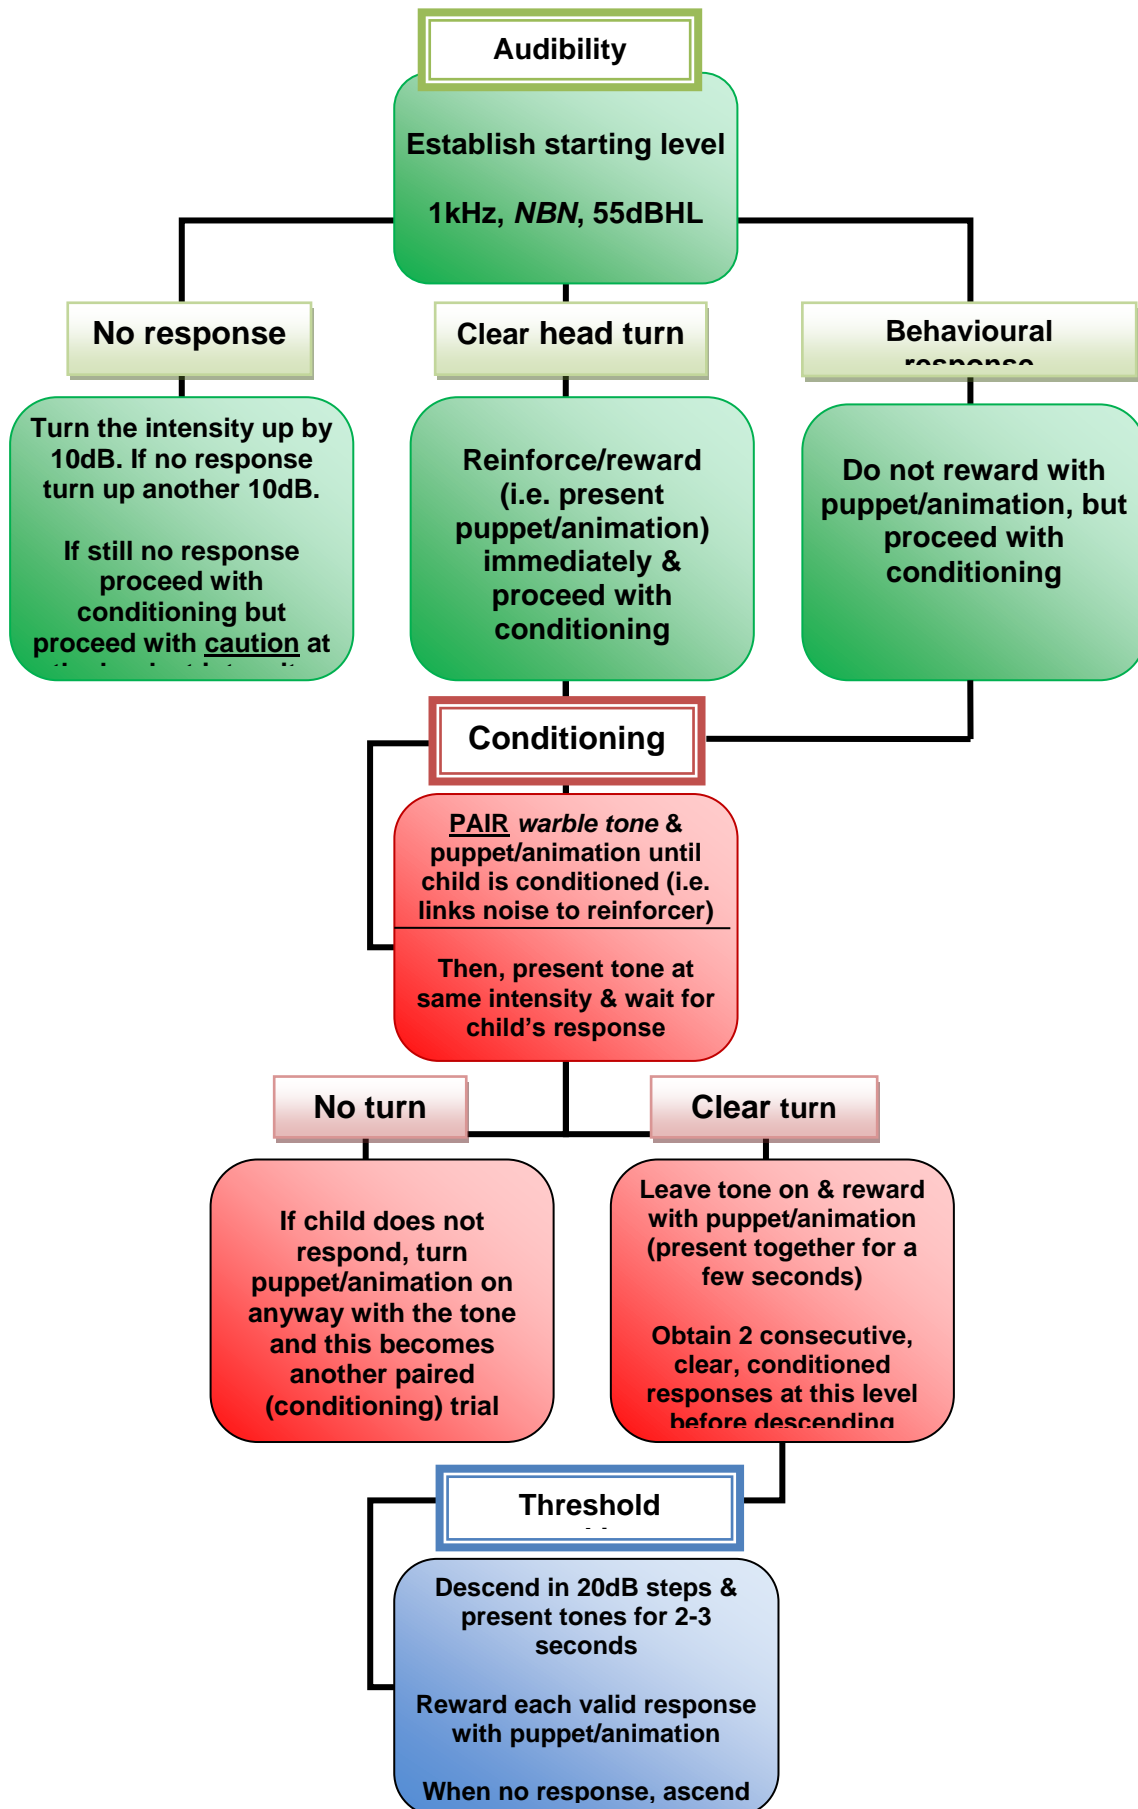 Audibility
Establish starting level
1kHz, NBN, 55dBHL
No response
Clear head turn
Behavioural
response
Turn the intensity up by
10dB. If no response
turn up another 10dB.
If still no response
proceed with
conditioning but
proceed with caution at
Reinforce/reward
(i.e. present
puppet/animation)
immediately &
proceed with
conditioning
Do not reward with
puppet/animation, but
proceed with
conditioning
Conditioning
PAIR warble tone &
puppet/animation until
child is conditioned (i.e.
links noise to reinforcer)
Then, present tone at
same intensity & wait for
child’s response
No turn
Clear turn
If child does not
respond, turn
puppet/animation on
anyway with the tone
and this becomes
another paired
(conditioning) trial
Leave tone on & reward
with puppet/animation
(present together for a
few seconds)
Obtain 2 consecutive,
clear, conditioned
responses at this level
before descending
Threshold
Descend in 20dB steps &
present tones for 2-3
seconds
Reward each valid response
with puppet/animation
When no response, ascend